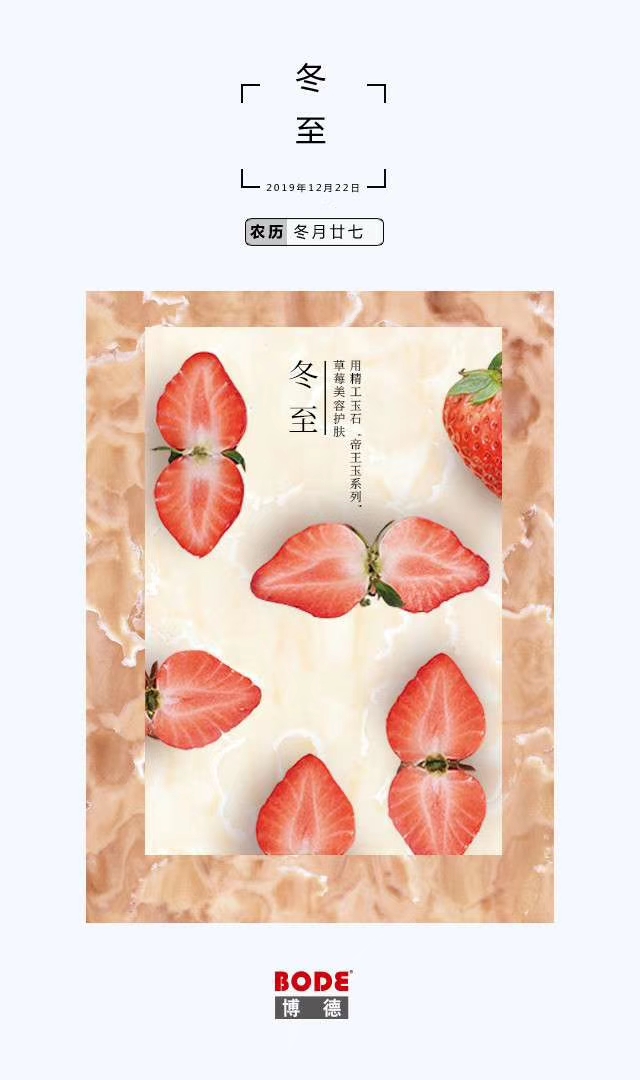 冬
至
2019年12月22日
农历 冬月廿七
冬至
用精工玉石、帝王玉系列，
草莓美容护肤
BODE
博德